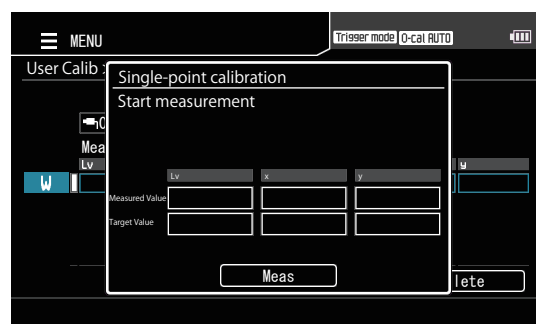 MENU
Trigger mode 0-cal AUTO
User Calib >
Single-point calibration
Start measurement
Mea
Lv
y
W
Lv x y
Measured Value
Target Value
Meas
lete